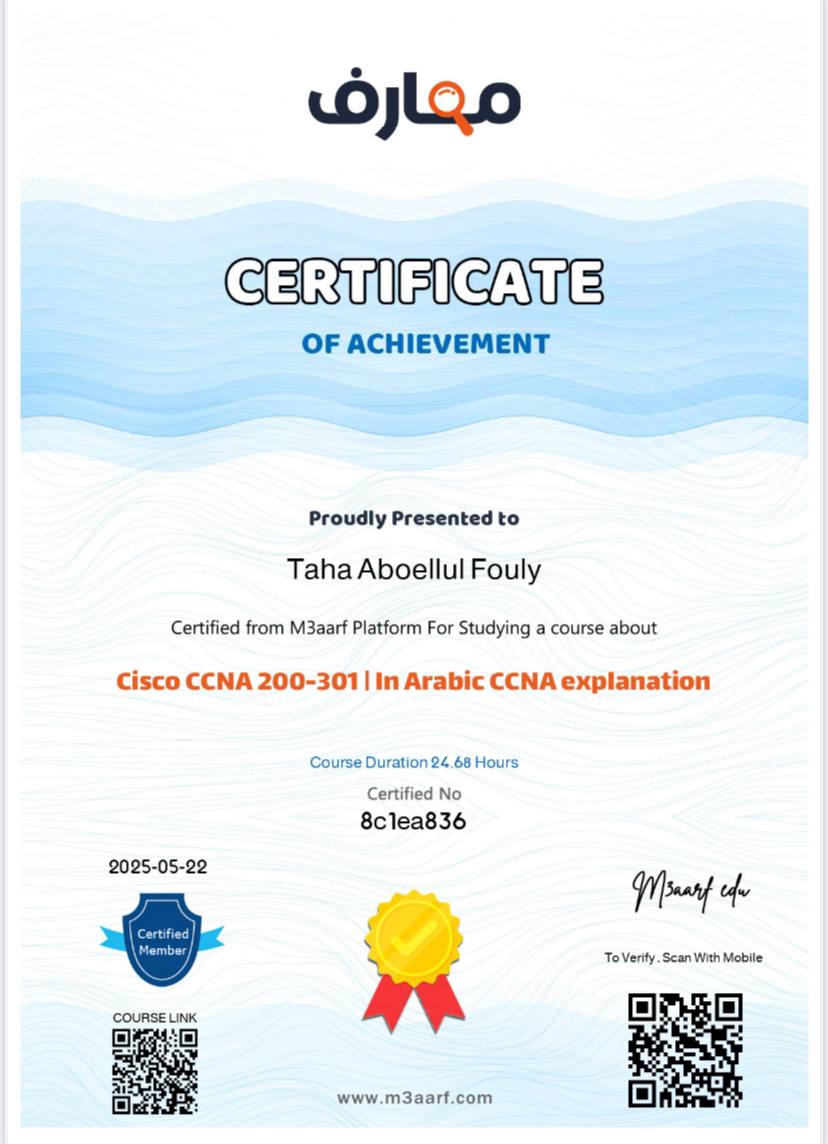 معارف
CERTIFICATE
OF ACHIEVEMENT
Proudly Presented to
Taha Aboellul Fouly
Certified from M3aarf Platform For Studying a course about
Cisco CCNA 200-301 | In Arabic CCNA explanation
Course Duration 24.68 Hours
Certified No
8c1ea836
2025-05-22
Certified
Member
M3aarf edu
To Verify . Scan With Mobile
COURSE LINK
www.m3aarf.com